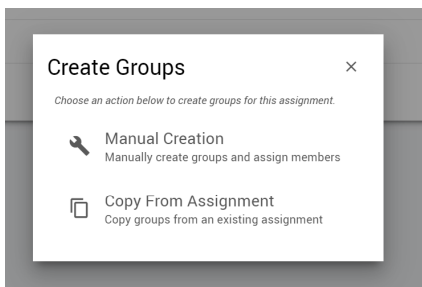 Create Groups
Choose an action below to create groups for this assignment.
Manual Creation
Manually create groups and assign members
Copy From Assignment
Copy groups from an existing assignment